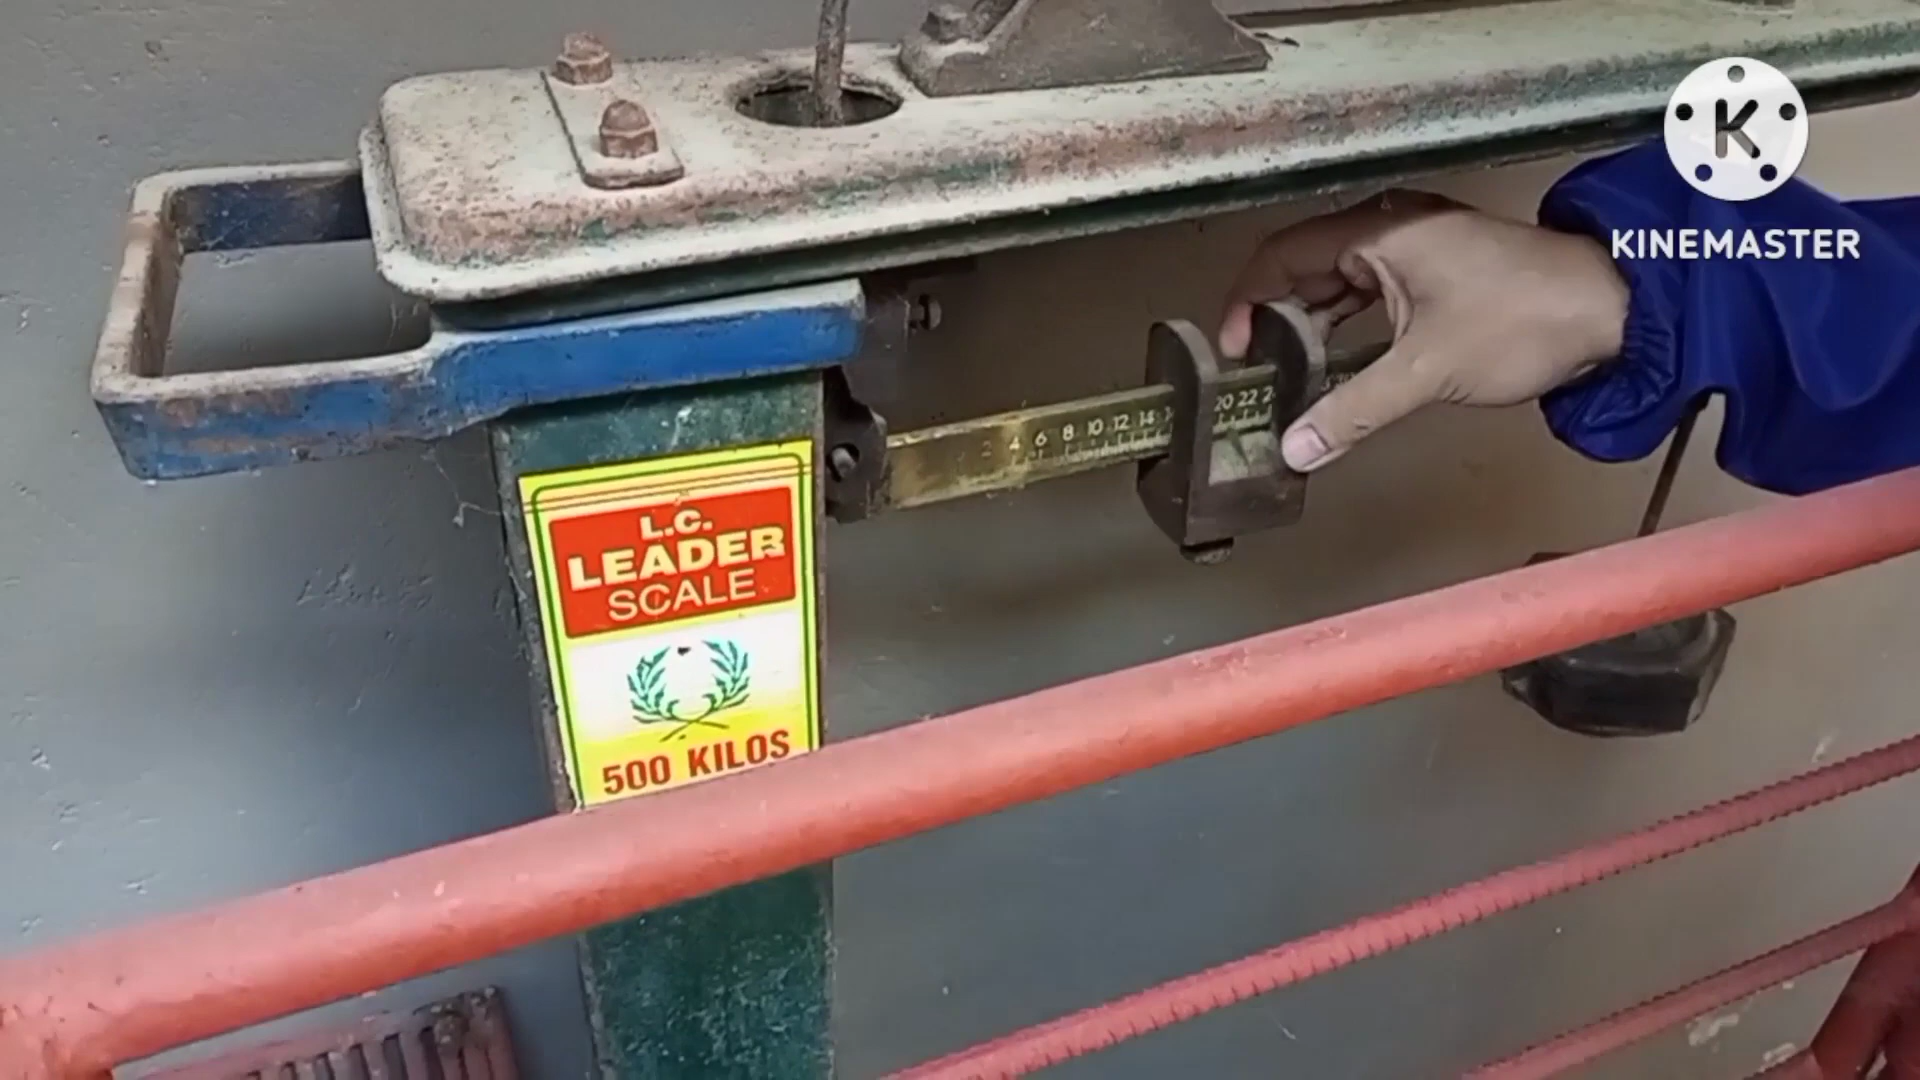 K
KINEMASTER
2 4 6 8 10 12 14
20 22
L.C.
LEADER
SCALE
500 KILOS